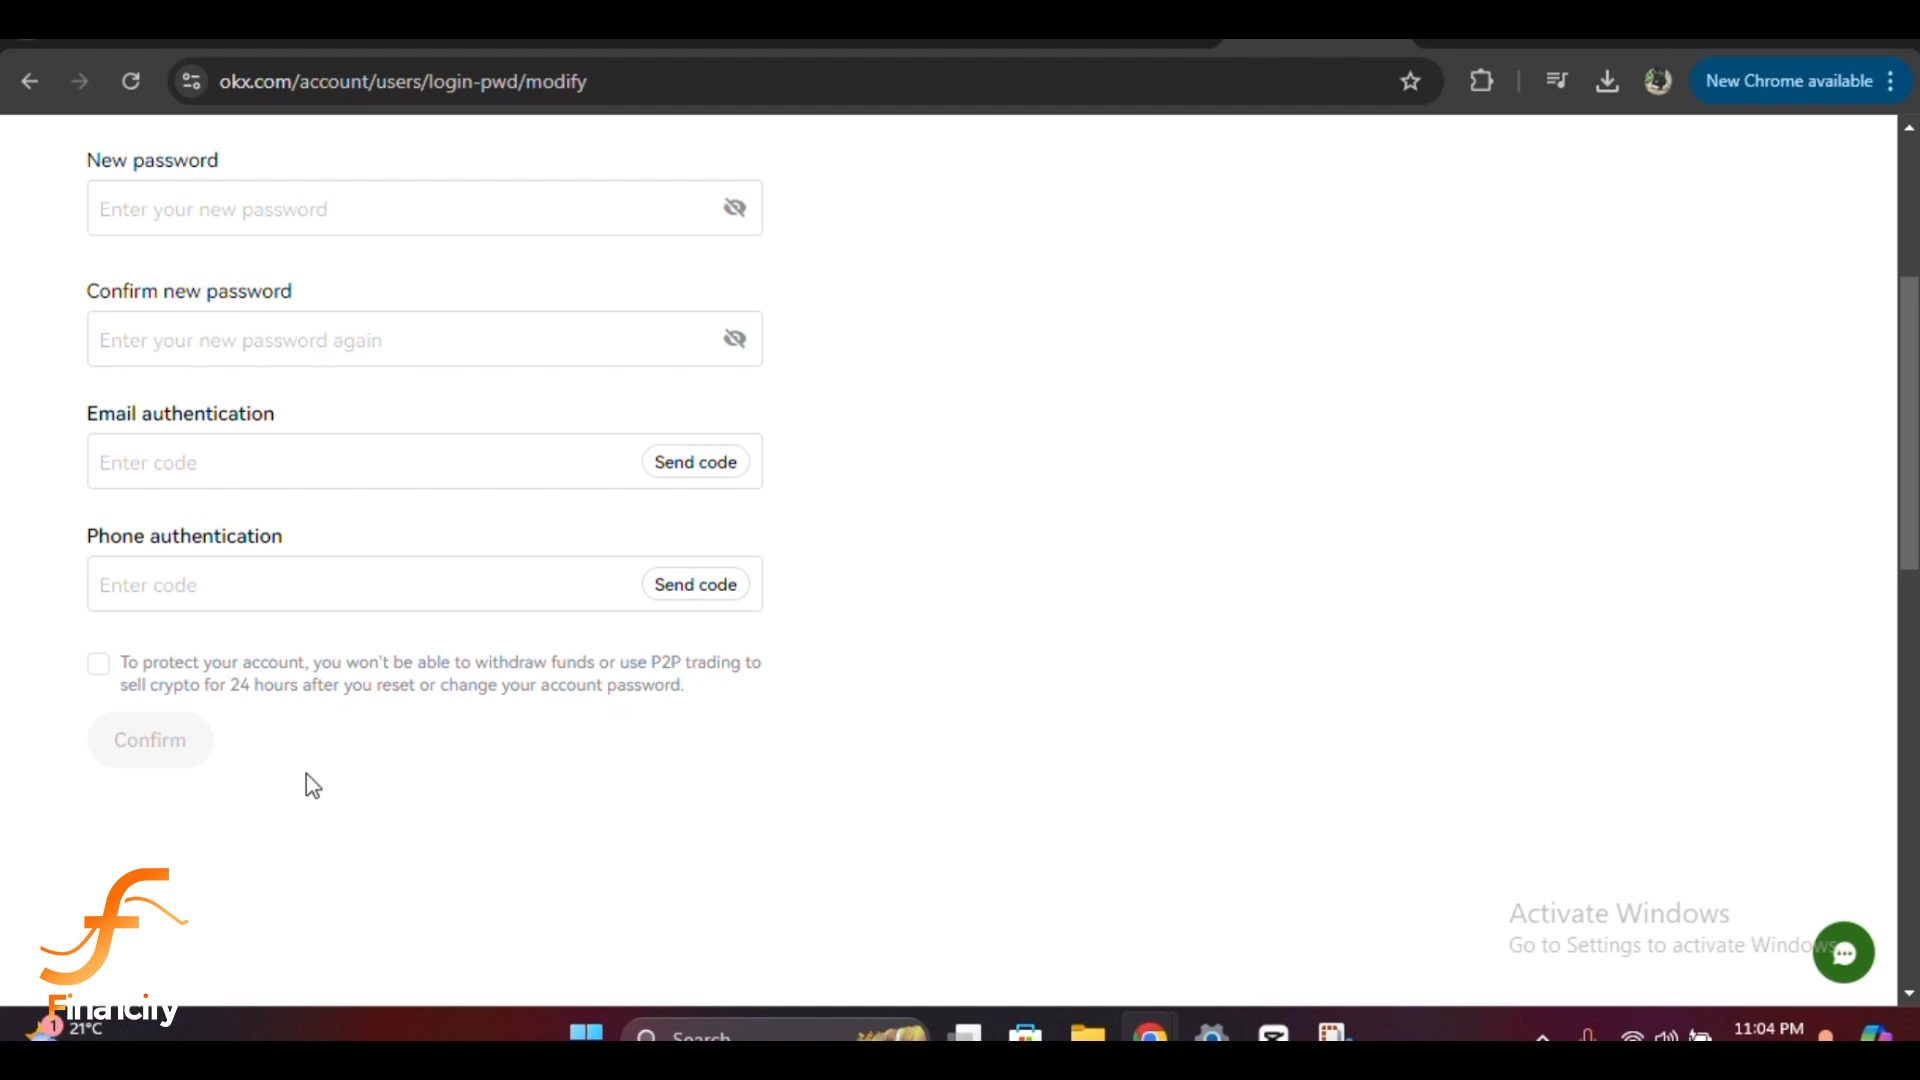 okx.com/account/users/login-pwd/modify
New Chrome available
New password
Enter your new password
Confirm new password
Enter your new password again
Email authentication
Enter code
Send code
Phone authentication
Enter code
Send code
To protect your account, you won't be able to withdraw funds or use P2P trading to
sell crypto for 24 hours after you reset or change your account password.
Confirm
Activate Windows
Go to Settings to activate Windows.
Financify
1
21°C
Search
11:04 PM